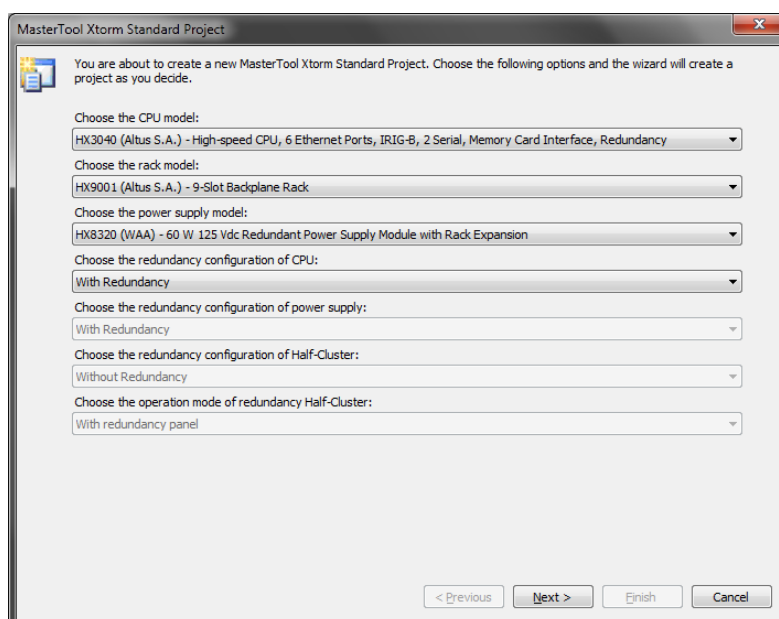 MasterTool Xtorm Standard Project
You are about to create a new MasterTool Xtorm Standard Project. Choose the following options and the wizard will create a
project as you decide.
Choose the CPU model:
HX3040 (Altus S.A.) - High-speed CPU, 6 Ethernet Ports, IRIG-B, 2 Serial, Memory Card Interface, Redundancy
Choose the rack model:
HX9001 (Altus S.A.) - 9-Slot Backplane Rack
Choose the power supply model:
HX8320 (WAA) - 60 W 125 Vdc Redundant Power Supply Module with Rack Expansion
Choose the redundancy configuration of CPU:
With Redundancy
Choose the redundancy configuration of power supply:
With Redundancy
Choose the redundancy configuration of Half-Cluster:
Without Redundancy
Choose the operation mode of redundancy Half-Cluster:
With redundancy panel
< Previous Next > Finish Cancel